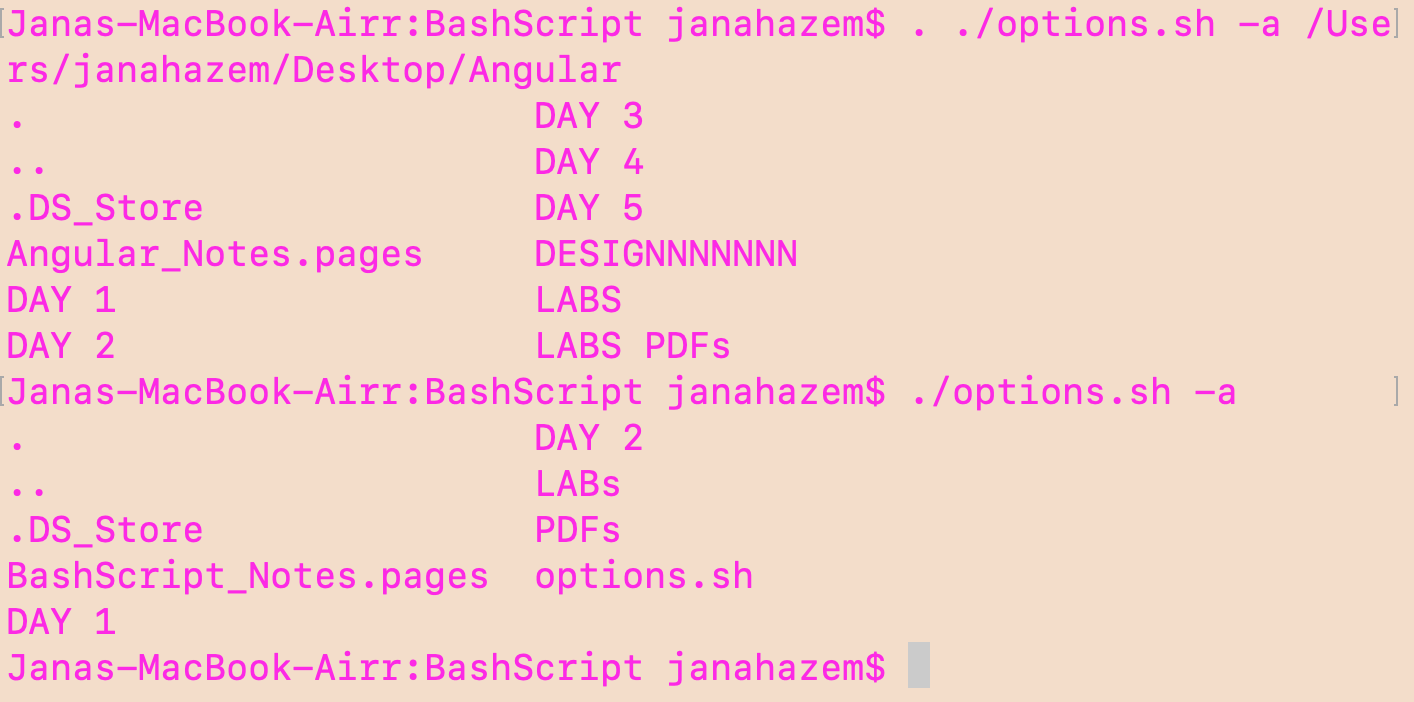 [Janas-MacBook-Airr:BashScript janahazem$ . ./options.sh -a /Use]
rs/janahazem/Desktop/Angular
. DAY 3
.. DAY 4
.DS_Store DAY 5
Angular_Notes.pages DESIGNNNNNNN
DAY 1 LABS
DAY 2 LABS PDFs
[Janas-MacBook-Airr:BashScript janahazem$ ./options.sh -a ]
. DAY 2
.. LABs
.DS_Store PDFs
BashScript_Notes.pages options.sh
DAY 1
Janas-MacBook-Airr:BashScript janahazem$